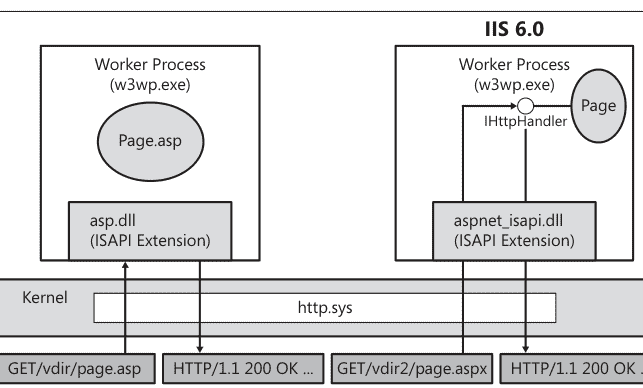 IIS 6.0
Worker Process
(w3wp.exe)
Page.asp
asp.dll
(ISAPI Extension)
Worker Process
(w3wp.exe)
IHttpHandler
Page
aspnet_isapi.dll
(ISAPI Extension)
Kernel
http.sys
GET/vdir/page.asp
HTTP/1.1 200 OK ...
GET/vdir2/page.aspx
HTTP/1.1 200 OK .